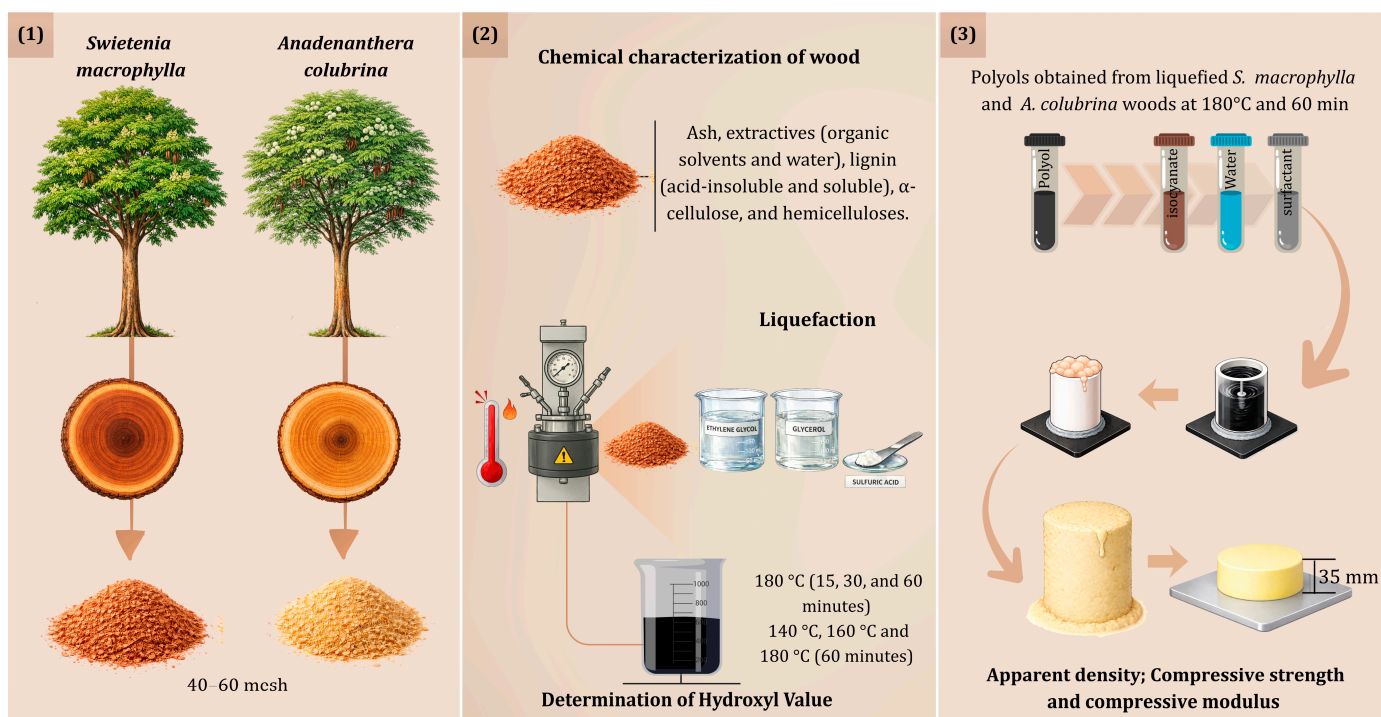 (1)
Swietenia
macrophylla
Anadenanthera
colubrina
40–60 mesh
(2)
Chemical characterization of wood
Ash, extractives (organic
solvents and water), lignin
(acid-insoluble and soluble), α-
cellulose, and hemicelluloses.
Liquefaction
ETHYLENE GLYCOL
GLYCEROL
SULFURIC ACID
1000
800
180 °C (15, 30, and 60
minutes)
140 °C, 160 °C and
180 °C (60 minutes)
Determination of Hydroxyl Value
(3)
Polyols obtained from liquefied S. macrophylla
and A. colubrina woods at 180°C and 60 min
Polyol
isocyanate
Water
surfactant
35 mm
Apparent density; Compressive strength
and compressive modulus